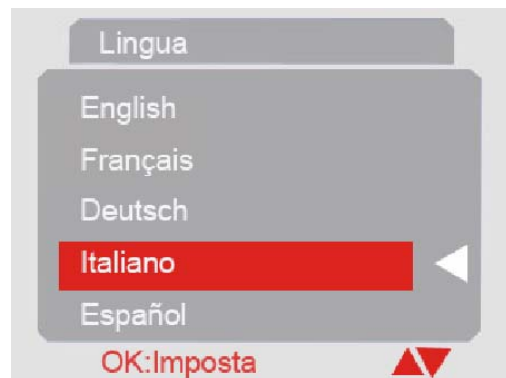 Lingua
English
Français
Deutsch
Italiano
Español
OK:Imposta